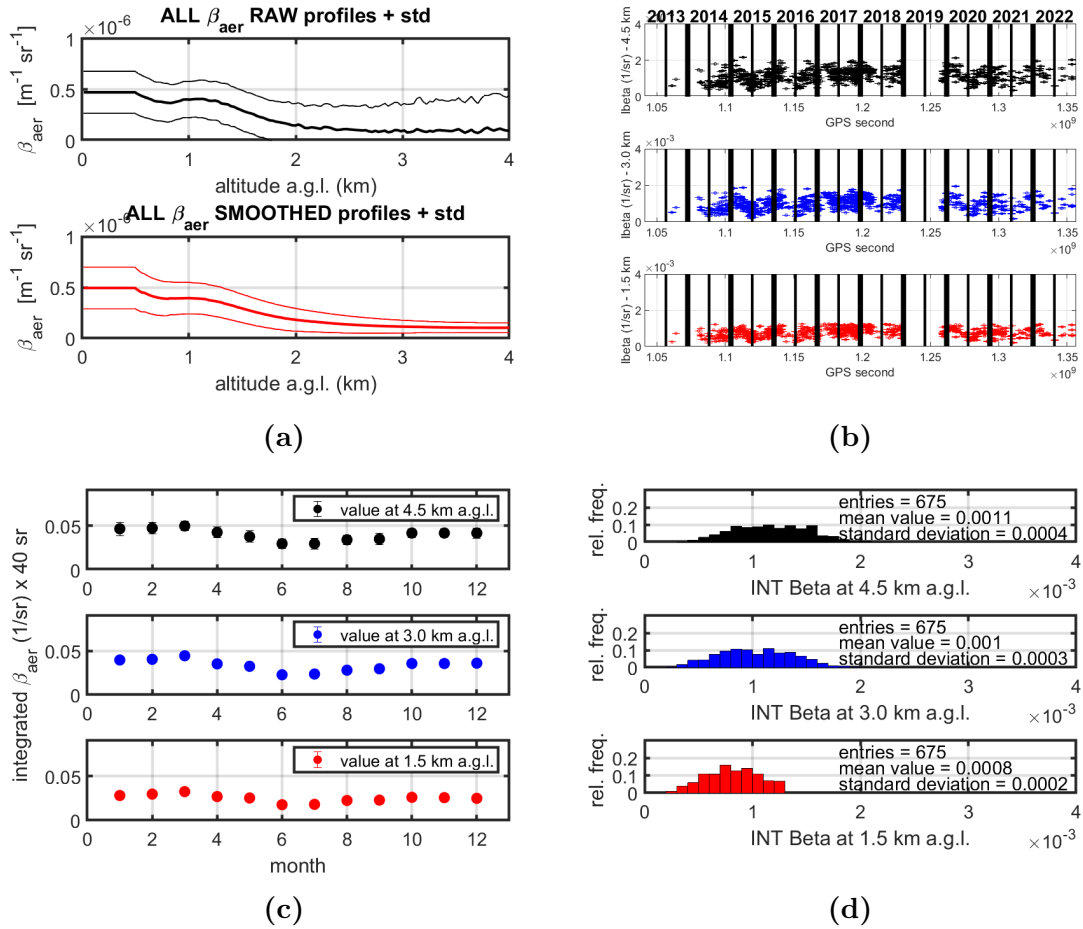 ALL β_aer RAW profiles + std
×10^-6
β_aer [m^-1 sr^-1]
1
0.5
0
0 1 2 3 4
altitude a.g.l. (km)
ALL β_aer SMOOTHED profiles + std
×10^-6
β_aer [m^-1 sr^-1]
1
0.5
0
0 1 2 3 4
altitude a.g.l. (km)
(a)
2013 2014 2015 2016 2017 2018 2019 2020 2021 2022
Ibeta (1/sr) - 4.5 km
4
2
0
1.05 1.1 1.15 1.2 1.25 1.3 1.35
GPS second
×10^9
×10^-3
Ibeta (1/sr) - 3.0 km
4
2
0
1.05 1.1 1.15 1.2 1.25 1.3 1.35
GPS second
×10^9
×10^-3
Ibeta (1/sr) - 1.5 km
4
2
0
1.05 1.1 1.15 1.2 1.25 1.3 1.35
GPS second
×10^9
(b)
integrated β_aer (1/sr) x 40 sr
value at 4.5 km a.g.l.
0.05
0
0 2 4 6 8 10 12
value at 3.0 km a.g.l.
0.05
0
0 2 4 6 8 10 12
value at 1.5 km a.g.l.
0.05
0
0 2 4 6 8 10 12
month
(c)
rel. freq.
0.2
0.1
0
entries = 675
mean value = 0.0011
standard deviation = 0.0004
0 1 2 3 4
INT Beta at 4.5 km a.g.l.
×10^-3
rel. freq.
0.2
0.1
0
entries = 675
mean value = 0.001
standard deviation = 0.0003
0 1 2 3 4
INT Beta at 3.0 km a.g.l.
×10^-3
rel. freq.
0.2
0.1
0
entries = 675
mean value = 0.0008
standard deviation = 0.0002
0 1 2 3 4
INT Beta at 1.5 km a.g.l.
×10^-3
(d)